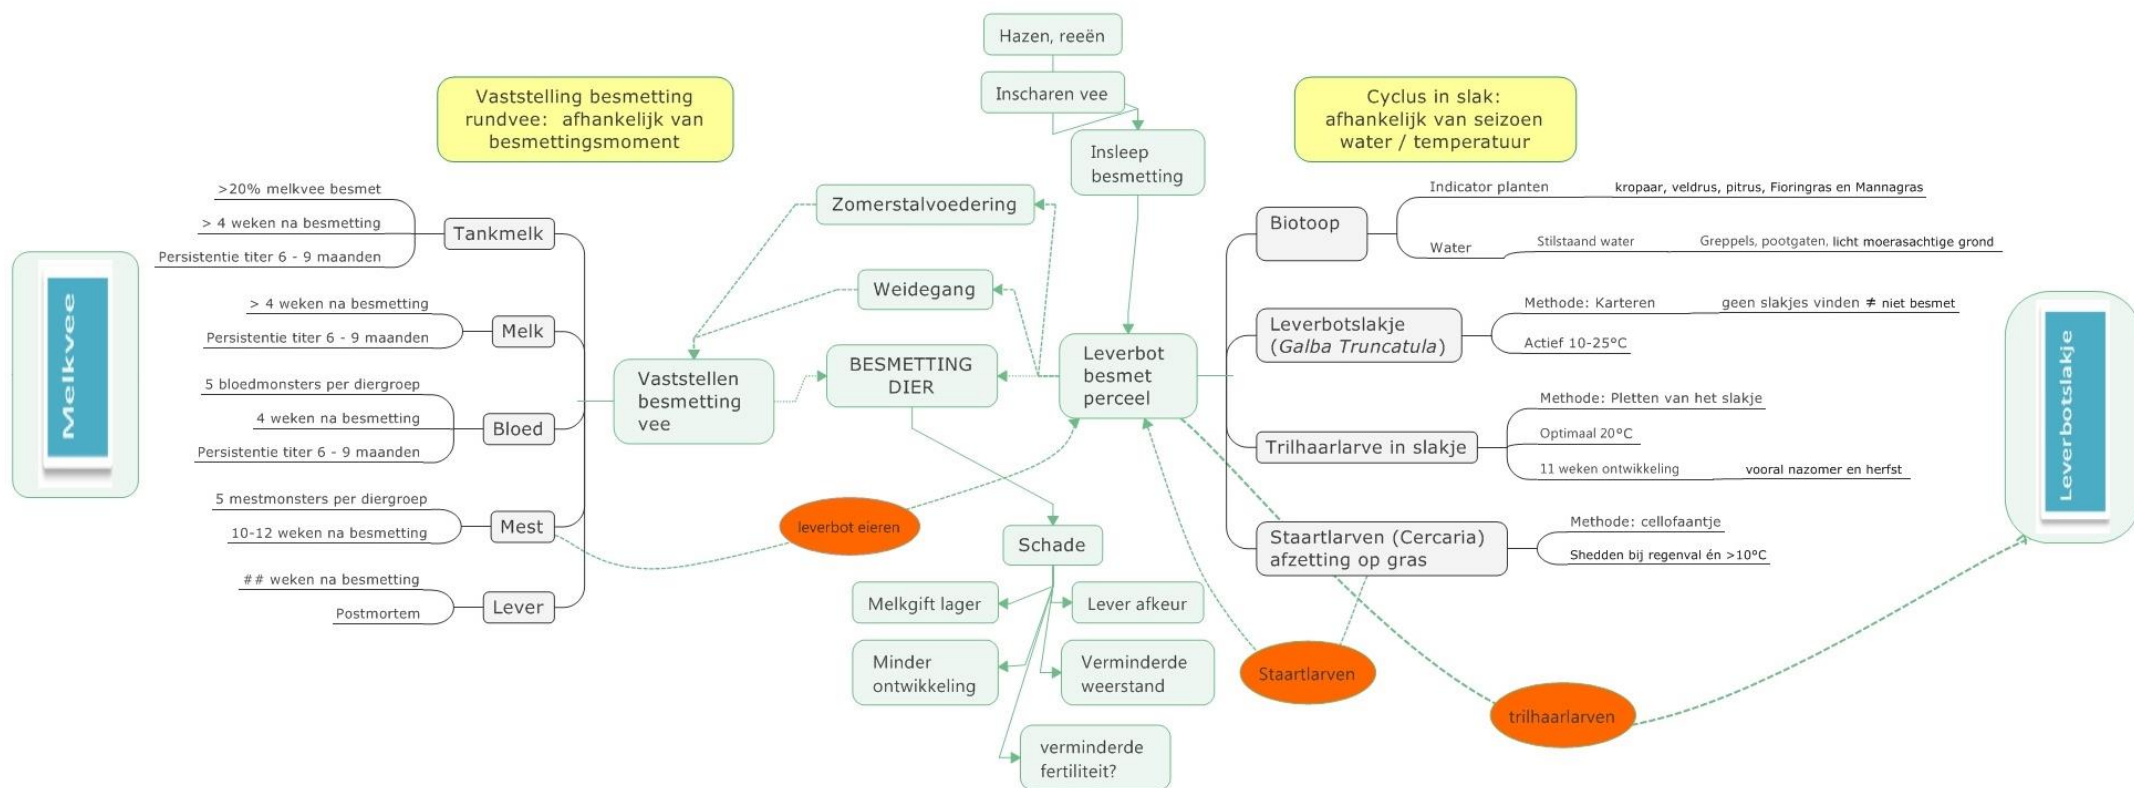 Hazen, reeën
Inscharen vee
Insleep
besmetting
Vaststelling besmetting
rundvee: afhankelijk van
besmettingsmoment
Cyclus in slak:
afhankelijk van seizoen
water / temperatuur
Melkvee
>20% melkvee besmet
> 4 weken na besmetting
Persistentie titer 6 - 9 maanden
Tankmelk
> 4 weken na besmetting
Persistentie titer 6 - 9 maanden
Melk
5 bloedmonsters per diergroep
4 weken na besmetting
Persistentie titer 6 - 9 maanden
Bloed
5 mestmonsters per diergroep
10-12 weken na besmetting
Mest
## weken na besmetting
Postmortem
Lever
Vaststellen
besmetting
vee
Zomerstalvoedering
Weidegang
BESMETTING
DIER
Leverbot
besmet
perceel
leverbot eieren
Schade
Melkgift lager
Lever afkeur
Minder
ontwikkeling
Verminderde
weerstand
verminderde
fertiliteit?
Biotoop
Indicator planten
kropaar, veldrus, pitrus, Fioringras en Mannagras
Water
Stilstaand water
Greppels, pootgaten, licht moerasachtige grond
Leverbotslakje
(Galba Truncatula)
Methode: Karteren
geen slakjes vinden ≠ niet besmet
Actief 10-25°C
Trilhaarlarve in slakje
Methode: Pletten van het slakje
Optimaal 20°C
11 weken ontwikkeling
vooral nazomer en herfst
Staartlarven (Cercaria)
afzetting op gras
Methode: cellofaantje
Shedden bij regenval én >10°C
Staartlarven
trilhaarlarven
Leverbotslakje